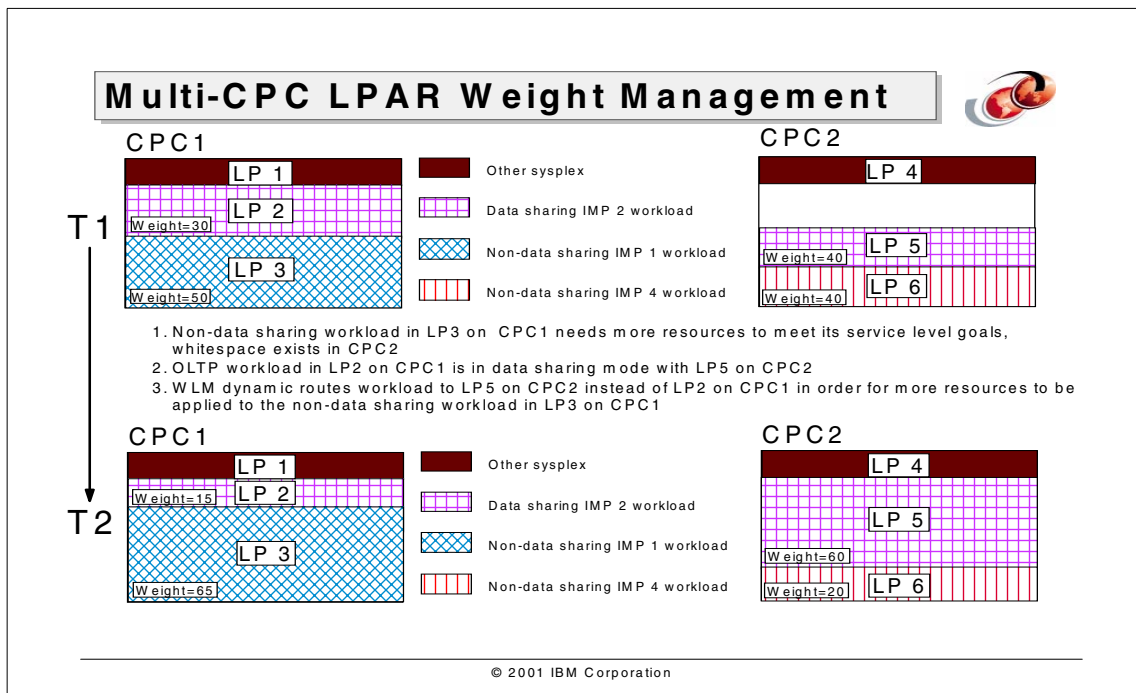 Multi-CPC LPAR Weight Management
CPC1
CPC2
T1
LP 1
LP 2
Weight=30
LP 3
Weight=50
Other sysplex
Data sharing IMP 2 workload
Non-data sharing IMP 1 workload
Non-data sharing IMP 4 workload
LP 4
LP 5
Weight=40
LP 6
Weight=40
1. Non-data sharing workload in LP3 on CPC1 needs more resources to meet its service level goals,
whitespace exists in CPC2
2. OLTP workload in LP2 on CPC1 is in data sharing mode with LP5 on CPC2
3. WLM dynamic routes workload to LP5 on CPC2 instead of LP2 on CPC1 in order for more resources to be
applied to the non-data sharing workload in LP3 on CPC1
CPC1
CPC2
T2
LP 1
LP 2
Weight=15
LP 3
Weight=65
Other sysplex
Data sharing IMP 2 workload
Non-data sharing IMP 1 workload
Non-data sharing IMP 4 workload
LP 4
LP 5
Weight=60
LP 6
Weight=20
© 2001 IBM Corporation